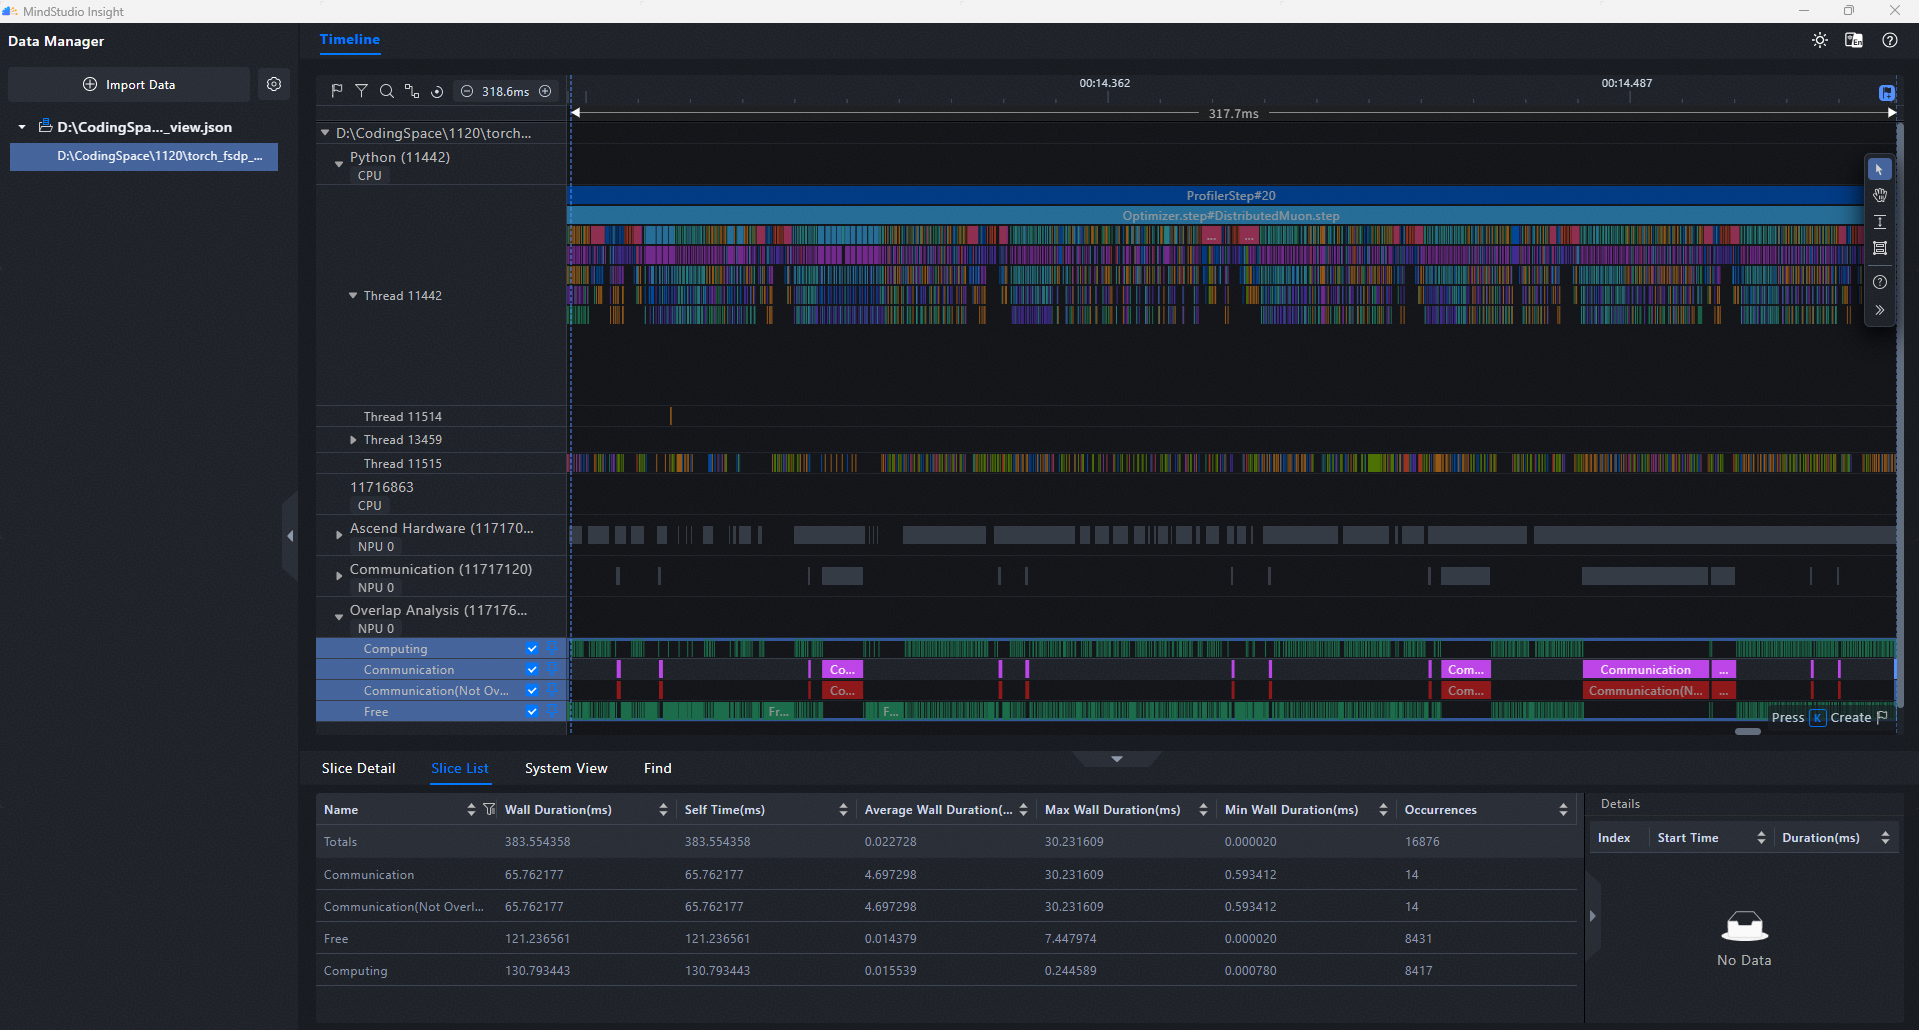 MindStudio Insight
Data Manager
Timeline
Import Data
318.6ms
00:14.362
00:14.487
317.7ms
D:\CodingSpa..._view.json
D:\CodingSpace\1120\torch_fsdp_...
D:\CodingSpace\1120\torch...
Python (11442)
CPU
ProfilerStep#20
Optimizer.step#DistributedMuon.step
... ...
Thread 11442
Thread 11514
Thread 13459
Thread 11515
11716863
CPU
Ascend Hardware (117170...
NPU 0
Communication (11717120)
NPU 0
Overlap Analysis (117176...
NPU 0
Computing
Communication Co... Com... Communication ...
Communication(Not Ov... Co... Com... Communication(N... ...
Free Fr... F...
Press K Create
Slice Detail Slice List System View Find
Name Wall Duration(ms) Self Time(ms) Average Wall Duration(... Max Wall Duration(ms) Min Wall Duration(ms) Occurrences
Totals 383.554358 383.554358 0.022728 30.231609 0.000020 16876
Communication 65.762177 65.762177 4.697298 30.231609 0.593412 14
Communication(Not Overl... 65.762177 65.762177 4.697298 30.231609 0.593412 14
Free 121.236561 121.236561 0.014379 7.447974 0.000020 8431
Computing 130.793443 130.793443 0.015539 0.244589 0.000780 8417
Details
Index Start Time Duration(ms)
No Data